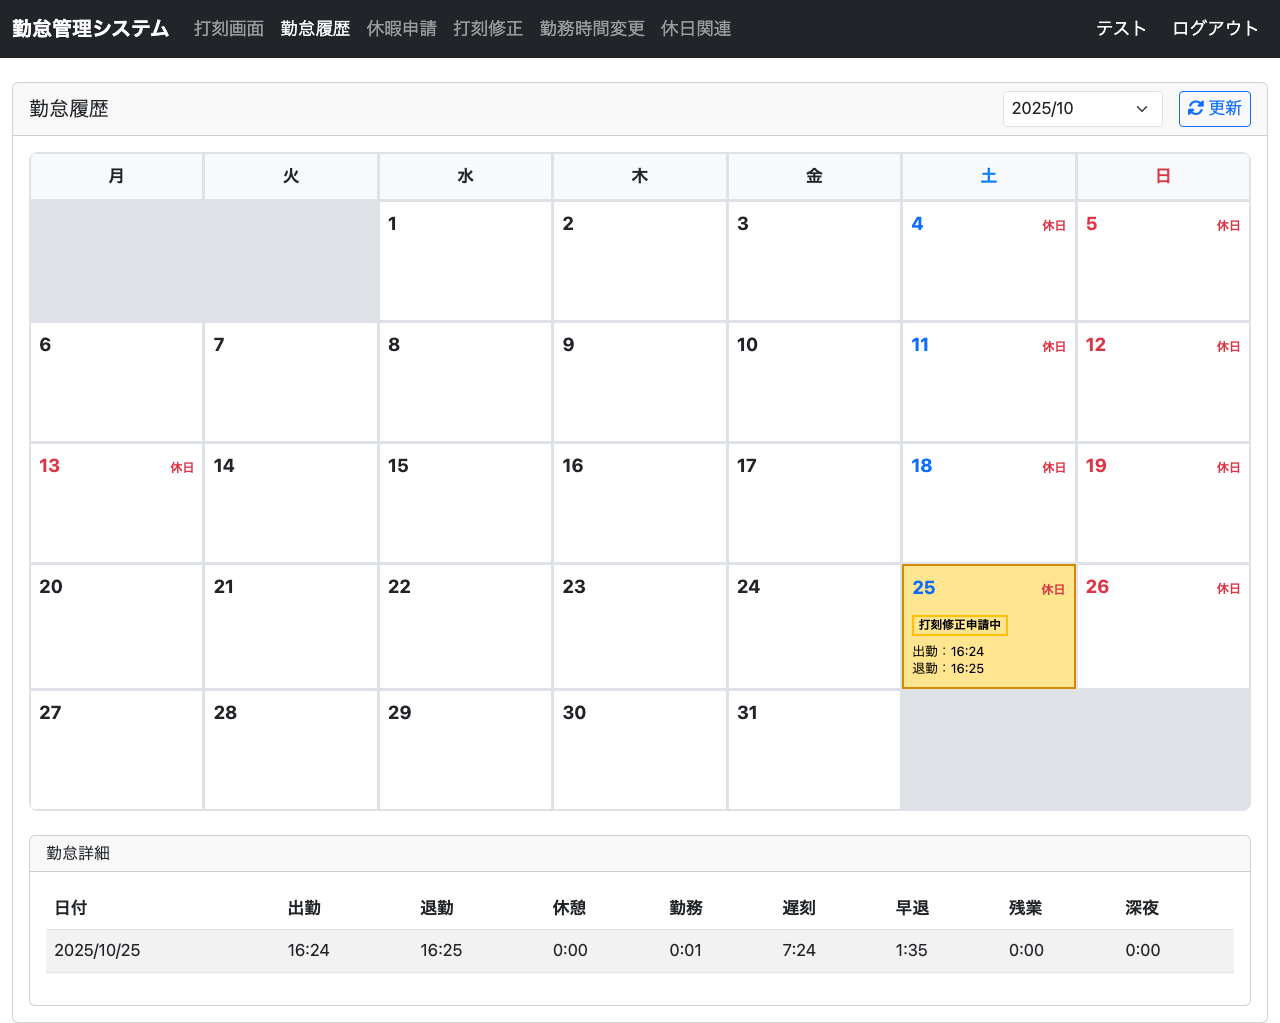 勤怠管理システム 打刻画面 勤怠履歴 休暇申請 打刻修正 勤務時間変更 休日関連 テスト ログアウト
勤怠履歴 2025/10 更新
月 火 水 木 金 土 日
1 2 3 4 休日 5 休日
6 7 8 9 10 11 休日 12 休日
13 休日 14 15 16 17 18 休日 19 休日
20 21 22 23 24 25 休日 26 休日
打刻修正申請中
出勤：16:24
退勤：16:25
27 28 29 30 31
勤怠詳細
日付 出勤 退勤 休憩 勤務 遅刻 早退 残業 深夜
2025/10/25 16:24 16:25 0:00 0:01 7:24 1:35 0:00 0:00